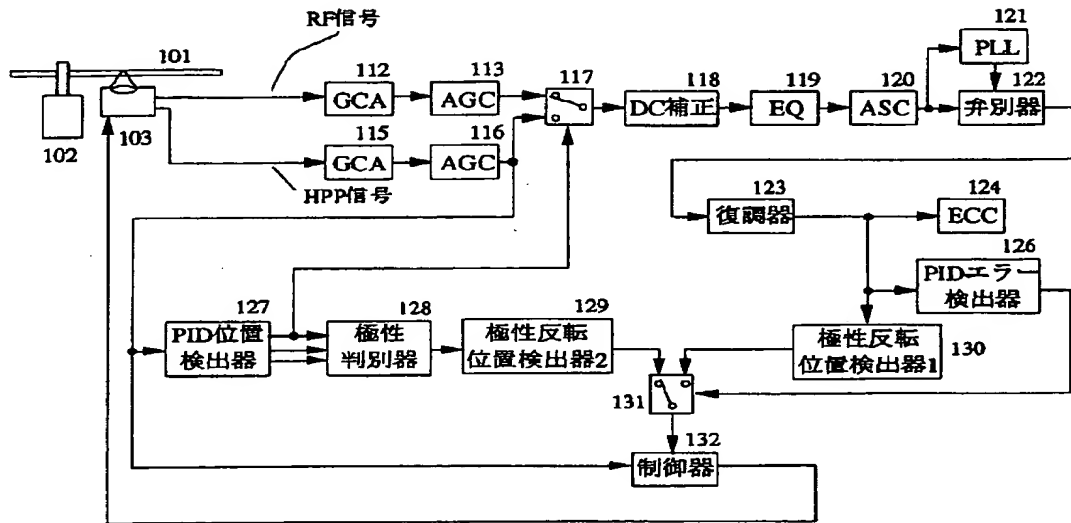 RF信号
101
102
103
HPP信号
112
GCA
113
AGC
115
GCA
116
AGC
117
118
DC補正
119
EQ
120
ASC
121
PLL
122
弁別器
123
復調器
124
ECC
126
PIDエラー
検出器
127
PID位置
検出器
128
極性
判別器
129
極性反転
位置検出器2
極性反転
位置検出器1
130
131
132
制御器